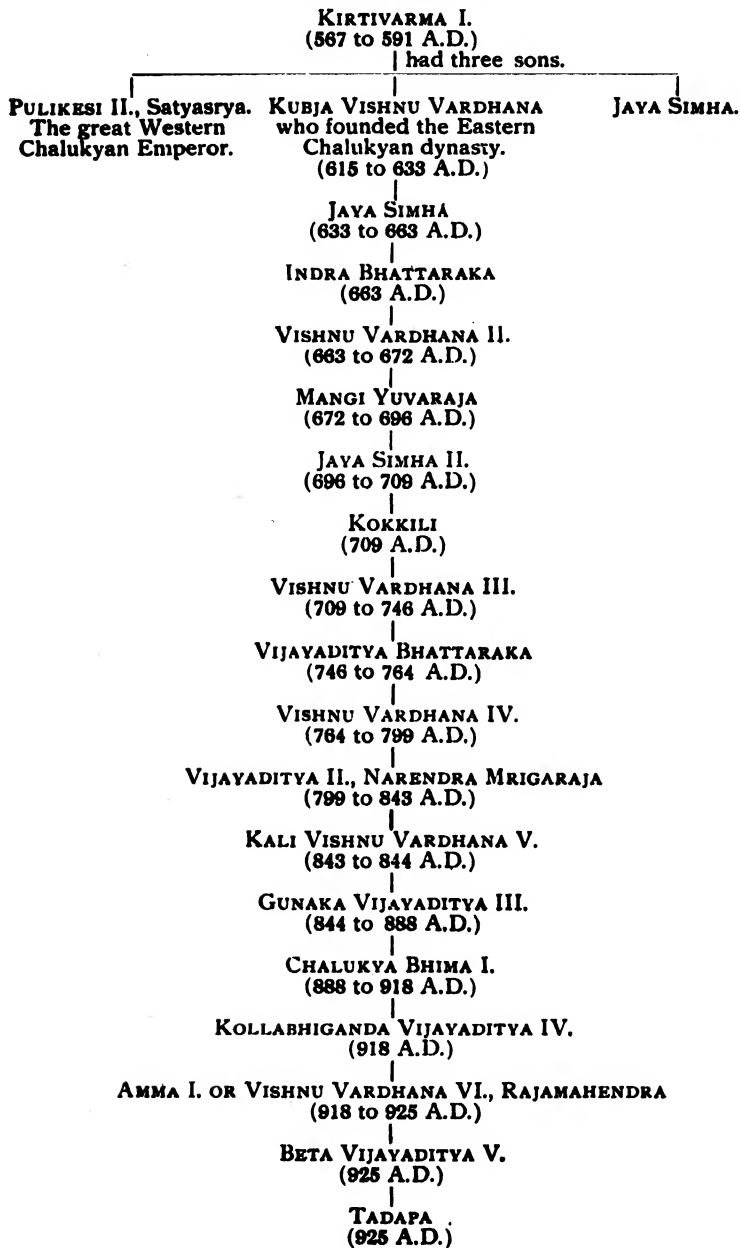 KIRTIVARMA I.
(567 to 591 A.D.)
had three sons.
PULIKESI II., Satyasrya. KUBJA VISHNU VARDHANA JAYA SIMHA.
The great Western who founded the Eastern
Chalukyan Emperor. Chalukyan dynasty.
(615 to 633 A.D.)
JAYA SIMHA
(633 to 663 A.D.)
INDRA BHATTARAKA
(663 A.D.)
VISHNU VARDHANA II.
(663 to 672 A.D.)
MANGI YUVARAJA
(672 to 696 A.D.)
JAYA SIMHA II.
(696 to 709 A.D.)
KOKKILI
(709 A.D.)
VISHNU VARDHANA III.
(709 to 746 A.D.)
VIJAYADITYA BHATTARAKA
(746 to 764 A.D.)
VISHNU VARDHANA IV.
(764 to 799 A.D.)
VIJAYADITYA II., NARENDRA MRIGARAJA
(799 to 843 A.D.)
KALI VISHNU VARDHANA V.
(843 to 844 A.D.)
GUNAKA VIJAYADITYA III.
(844 to 888 A.D.)
CHALUKYA BHIMA I.
(888 to 918 A.D.)
KOLLABHIGANDA VIJAYADITYA IV.
(918 A.D.)
AMMA I. OR VISHNU VARDHANA VI., RAJAMAHENDRA
(918 to 925 A.D.)
BETA VIJAYADITYA V.
(925 A.D.)
TADAPA .
(925 A.D.)